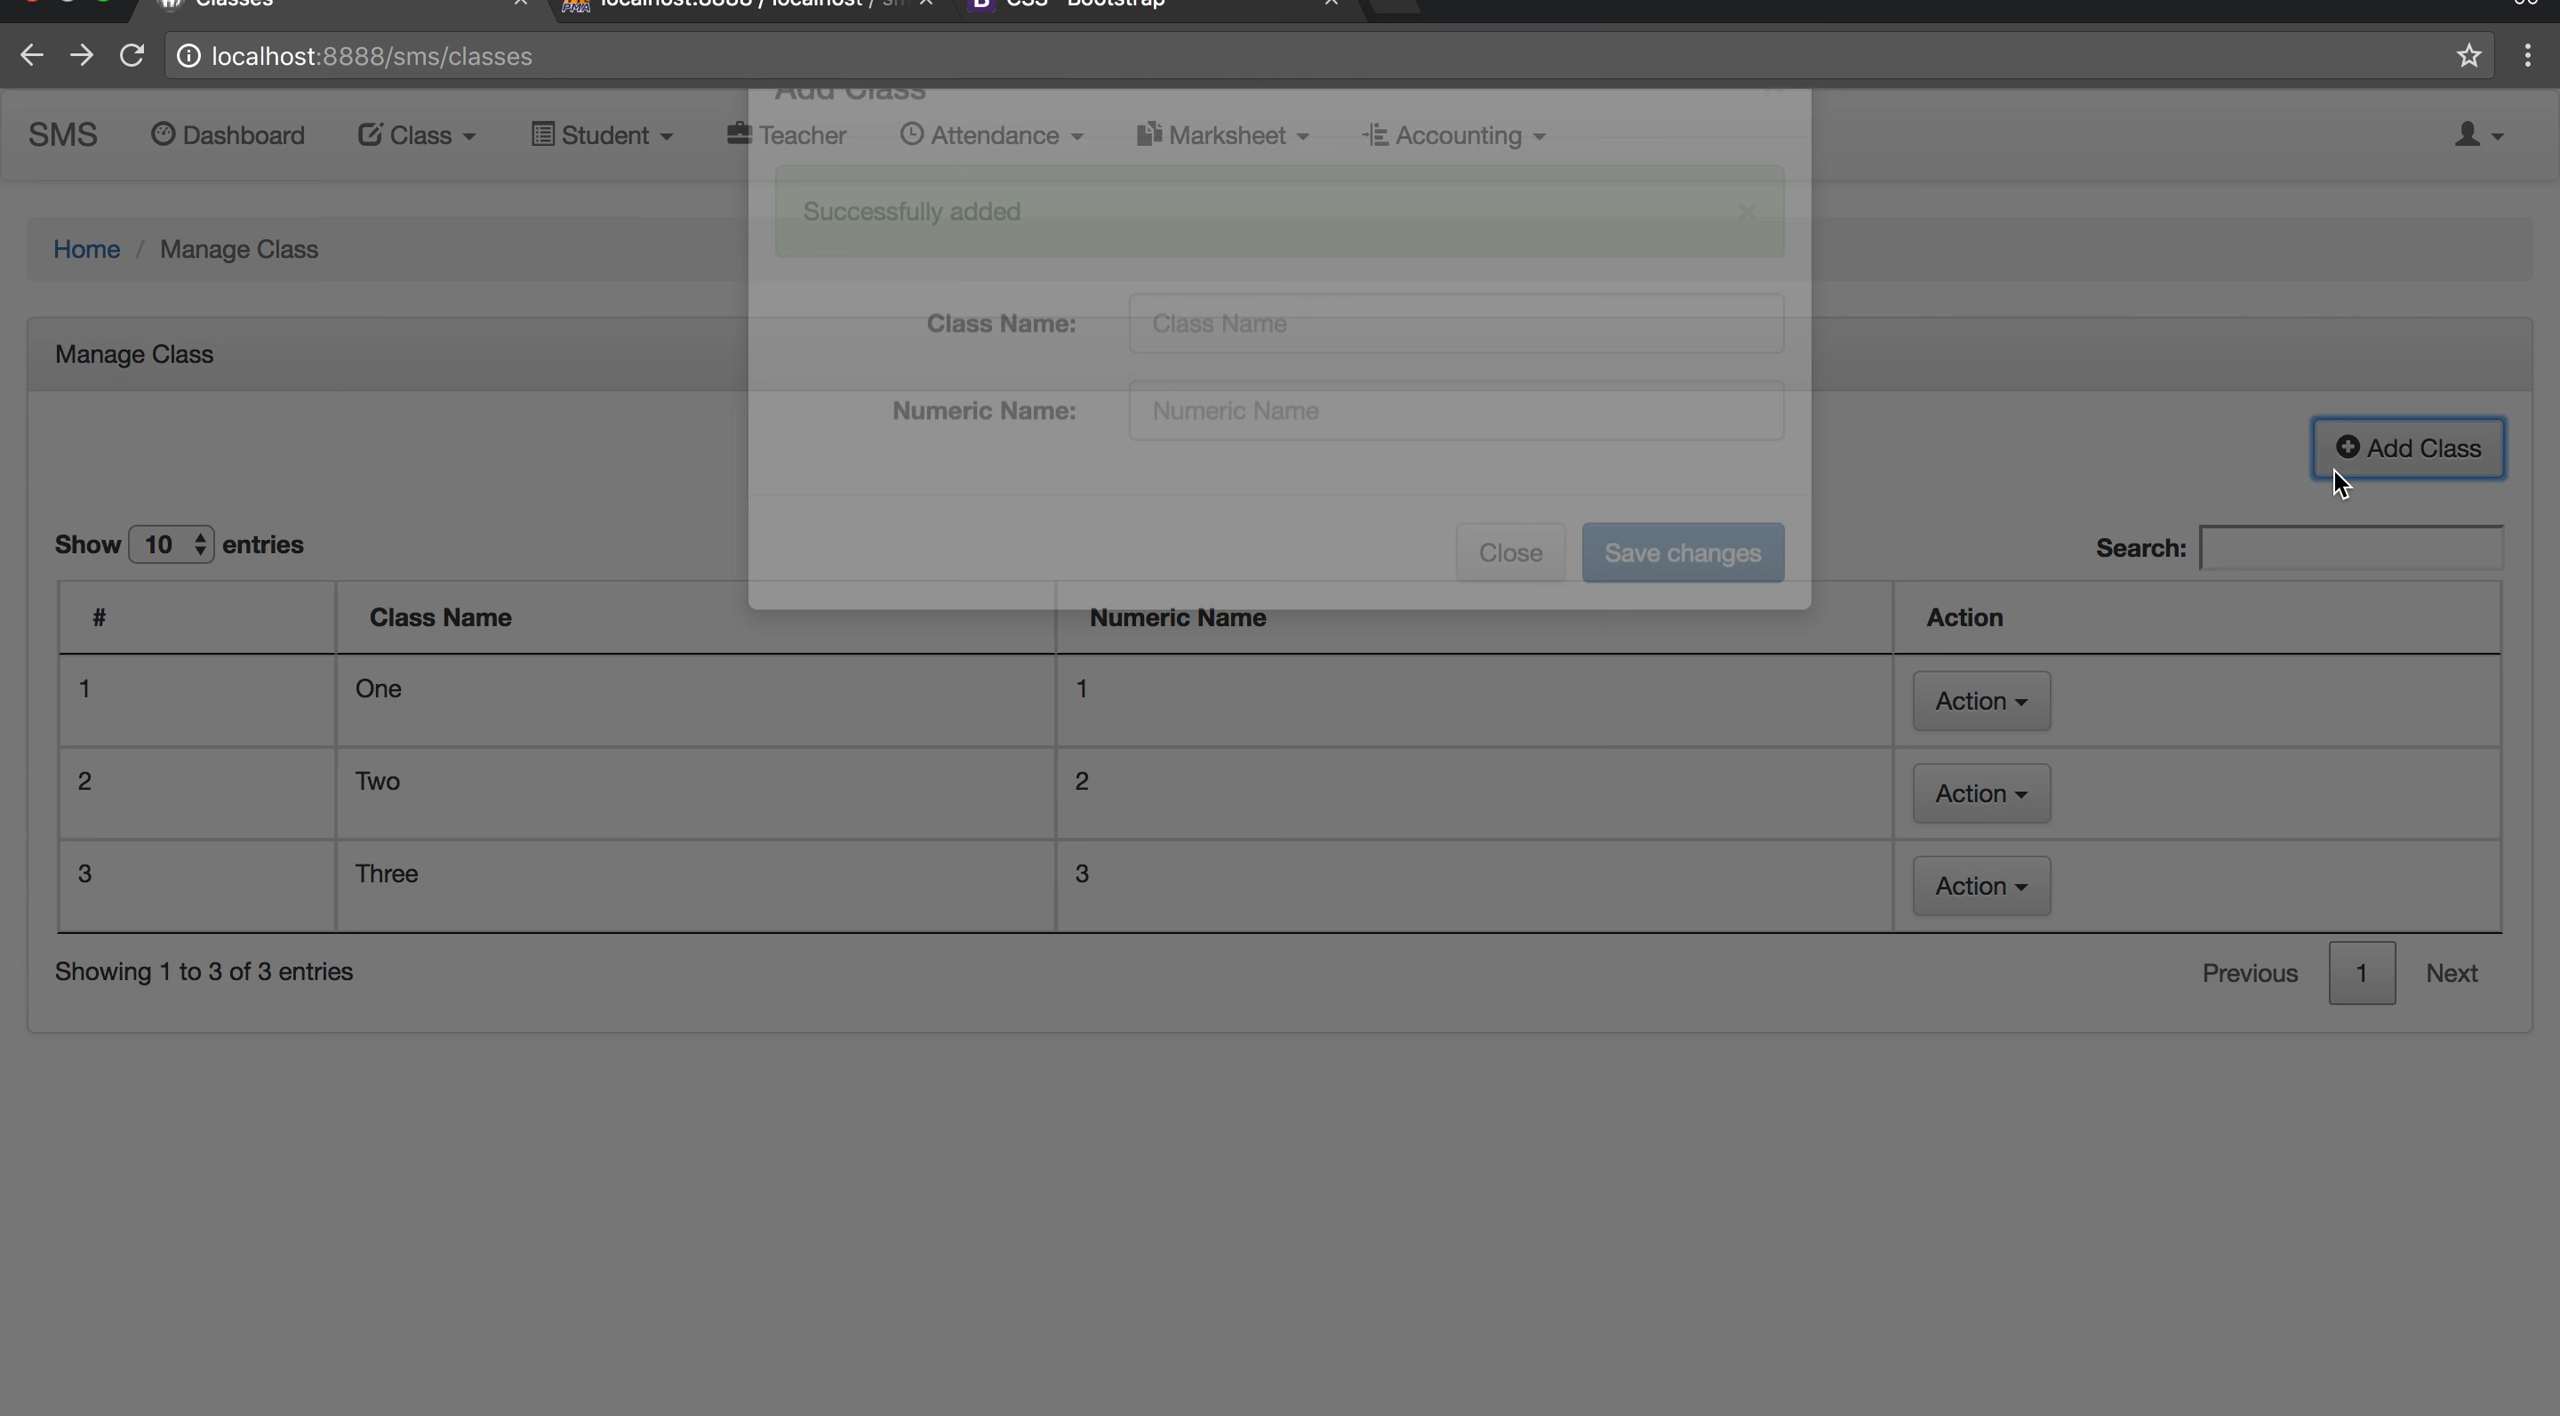 Classes
localhost:8888 / localhost / sm
CSS · Bootstrap
localhost:8888/sms/classes
Add Class
SMS Dashboard Class Student Teacher Attendance Marksheet Accounting
Successfully added ×
Home / Manage Class
Class Name: Class Name
Manage Class
Numeric Name: Numeric Name
Add Class
Show 10 entries
Search:
Close Save changes
# Class Name Numeric Name Action
1 One 1 Action
2 Two 2 Action
3 Three 3 Action
Showing 1 to 3 of 3 entries
Previous 1 Next